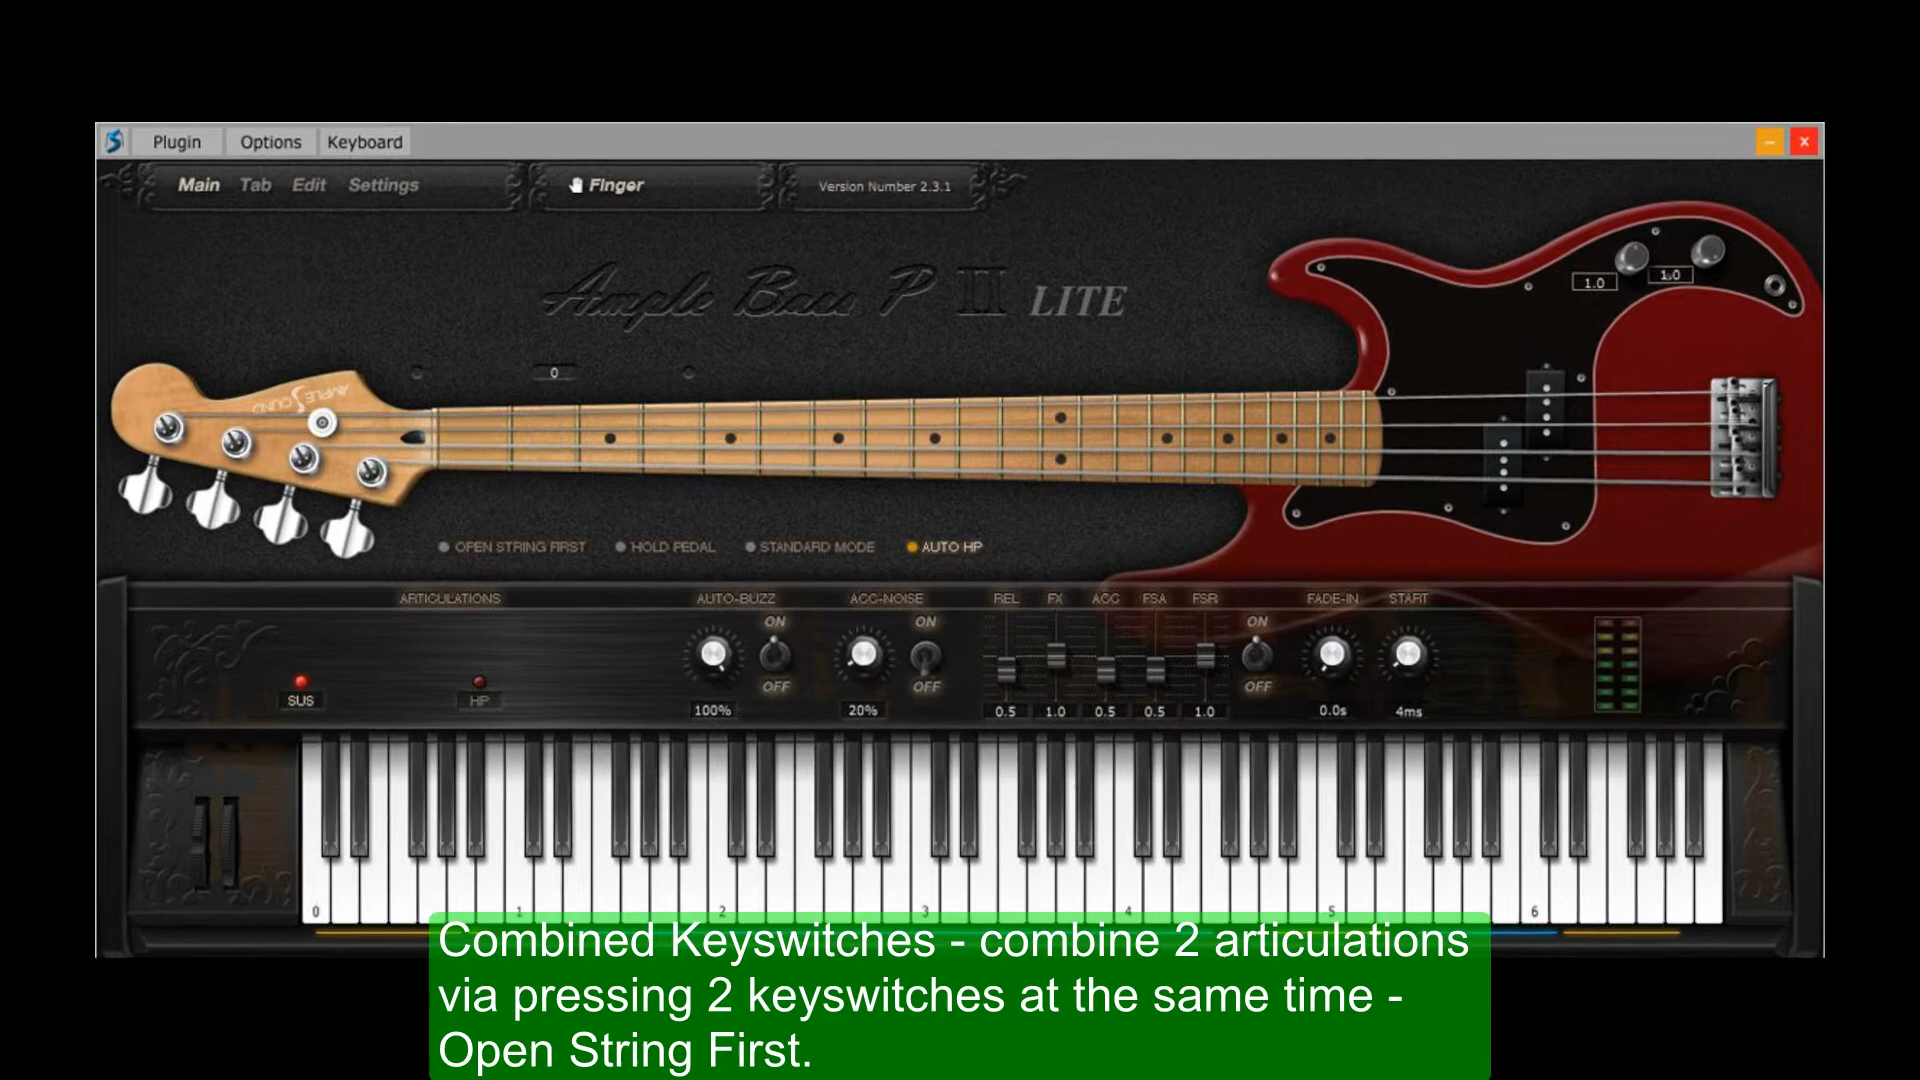 Plugin Options Keyboard
Main Tab Edit Settings Finger Version Number 2.3.1
1.0 1.0
Ample Bass P II LITE
0
AMPLE SOUND
OPEN STRING FIRST HOLD PEDAL STANDARD MODE AUTO HP
ARTICULATIONS AUTO-BUZZ ACC-NOISE REL FX ACC FSA FSR FADE-IN START
ON ON ON
OFF OFF OFF
SUS HP
100% 20% 0.5 1.0 0.5 0.5 1.0 0.0s 4ms
0 1 2 3 4 5 6
Combined Keyswitches - combine 2 articulations
via pressing 2 keyswitches at the same time -
Open String First.